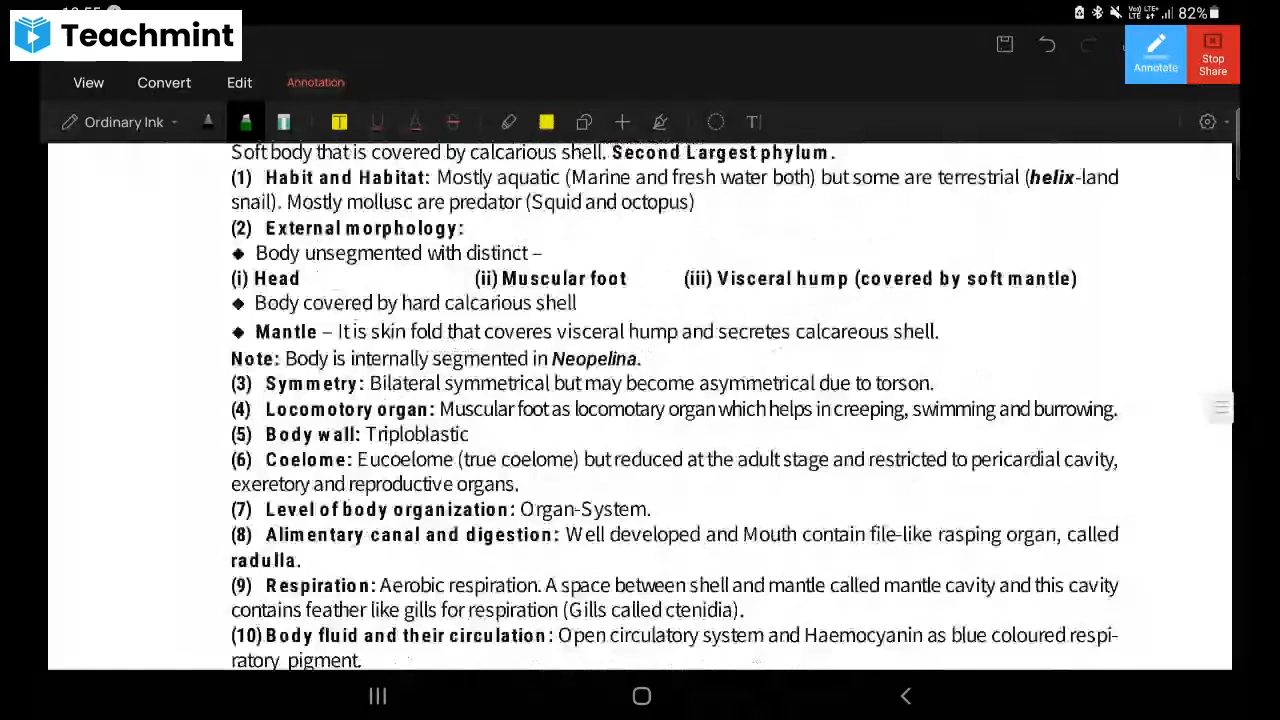 Teachmint
82%
View Convert Edit Annotation
Annotate
Stop Share
Ordinary Ink
Soft body that is covered by calcarious shell. Second Largest phylum.
(1) Habit and Habitat: Mostly aquatic (Marine and fresh water both) but some are terrestrial (helix-land
snail). Mostly mollusc are predator (Squid and octopus)
(2) External morphology:
◆ Body unsegmented with distinct –
(i) Head (ii) Muscular foot (iii) Visceral hump (covered by soft mantle)
◆ Body covered by hard calcarious shell
◆ Mantle – It is skin fold that coveres visceral hump and secretes calcareous shell.
Note: Body is internally segmented in Neopelina.
(3) Symmetry: Bilateral symmetrical but may become asymmetrical due to torson.
(4) Locomotory organ: Muscular foot as locomotary organ which helps in creeping, swimming and burrowing.
(5) Body wall: Triploblastic
(6) Coelome: Eucoelome (true coelome) but reduced at the adult stage and restricted to pericardial cavity,
exeretory and reproductive organs.
(7) Level of body organization: Organ-System.
(8) Alimentary canal and digestion: Well developed and Mouth contain file-like rasping organ, called
radulla.
(9) Respiration: Aerobic respiration. A space between shell and mantle called mantle cavity and this cavity
contains feather like gills for respiration (Gills called ctenidia).
(10) Body fluid and their circulation: Open circulatory system and Haemocyanin as blue coloured respi-
ratory pigment.